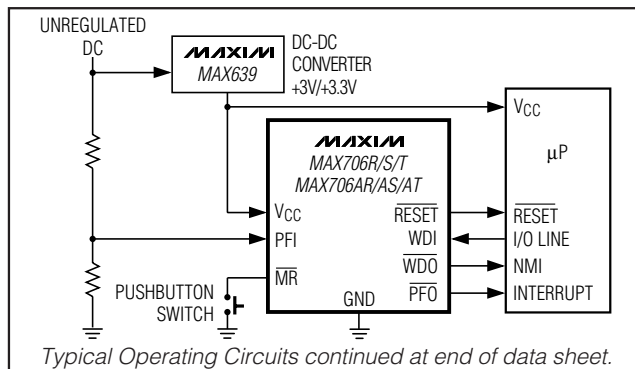 UNREGULATED
DC
MAXIM
MAX639
DC-DC
CONVERTER
+3V/+3.3V
MAXIM
MAX706R/S/T
MAX706AR/AS/AT
VCC
PFI
MR
RESET
WDI
WDO
PFO
GND
VCC
μP
RESET
I/O LINE
NMI
INTERRUPT
PUSHBUTTON
SWITCH
Typical Operating Circuits continued at end of data sheet.